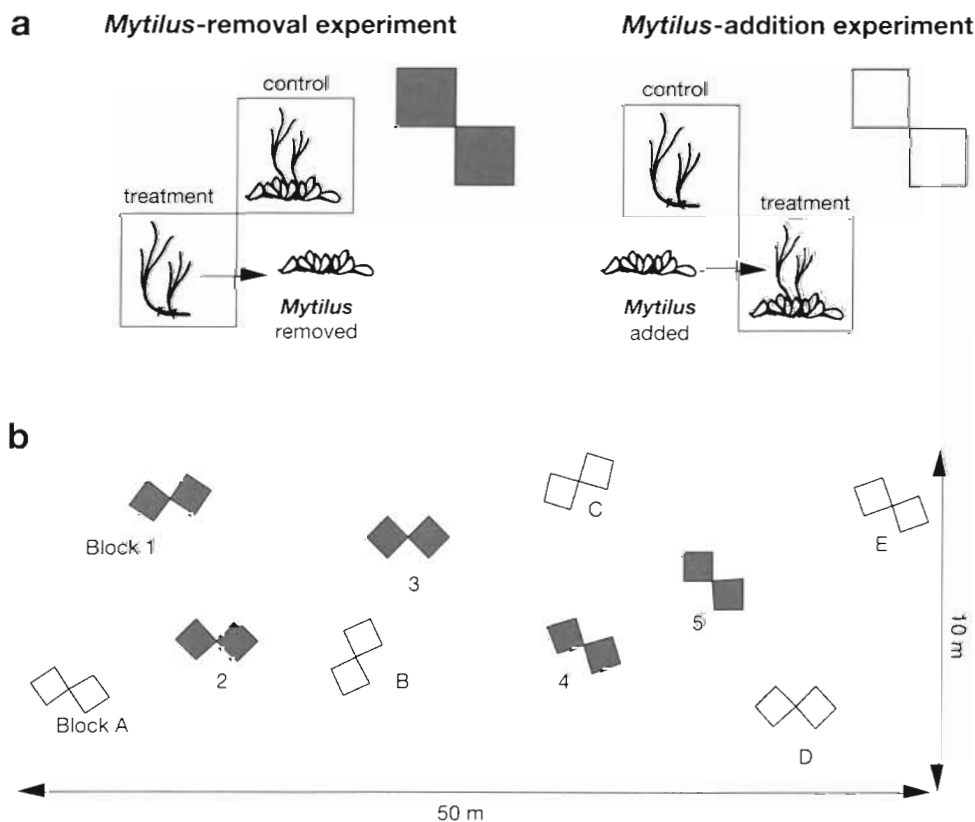 a
Mytilus-removal experiment
Mytilus-addition experiment
control
treatment
Mytilus
removed
control
treatment
Mytilus
added
b
Block 1
3
C
E
2
B
4
5
Block A
D
10 m
50 m